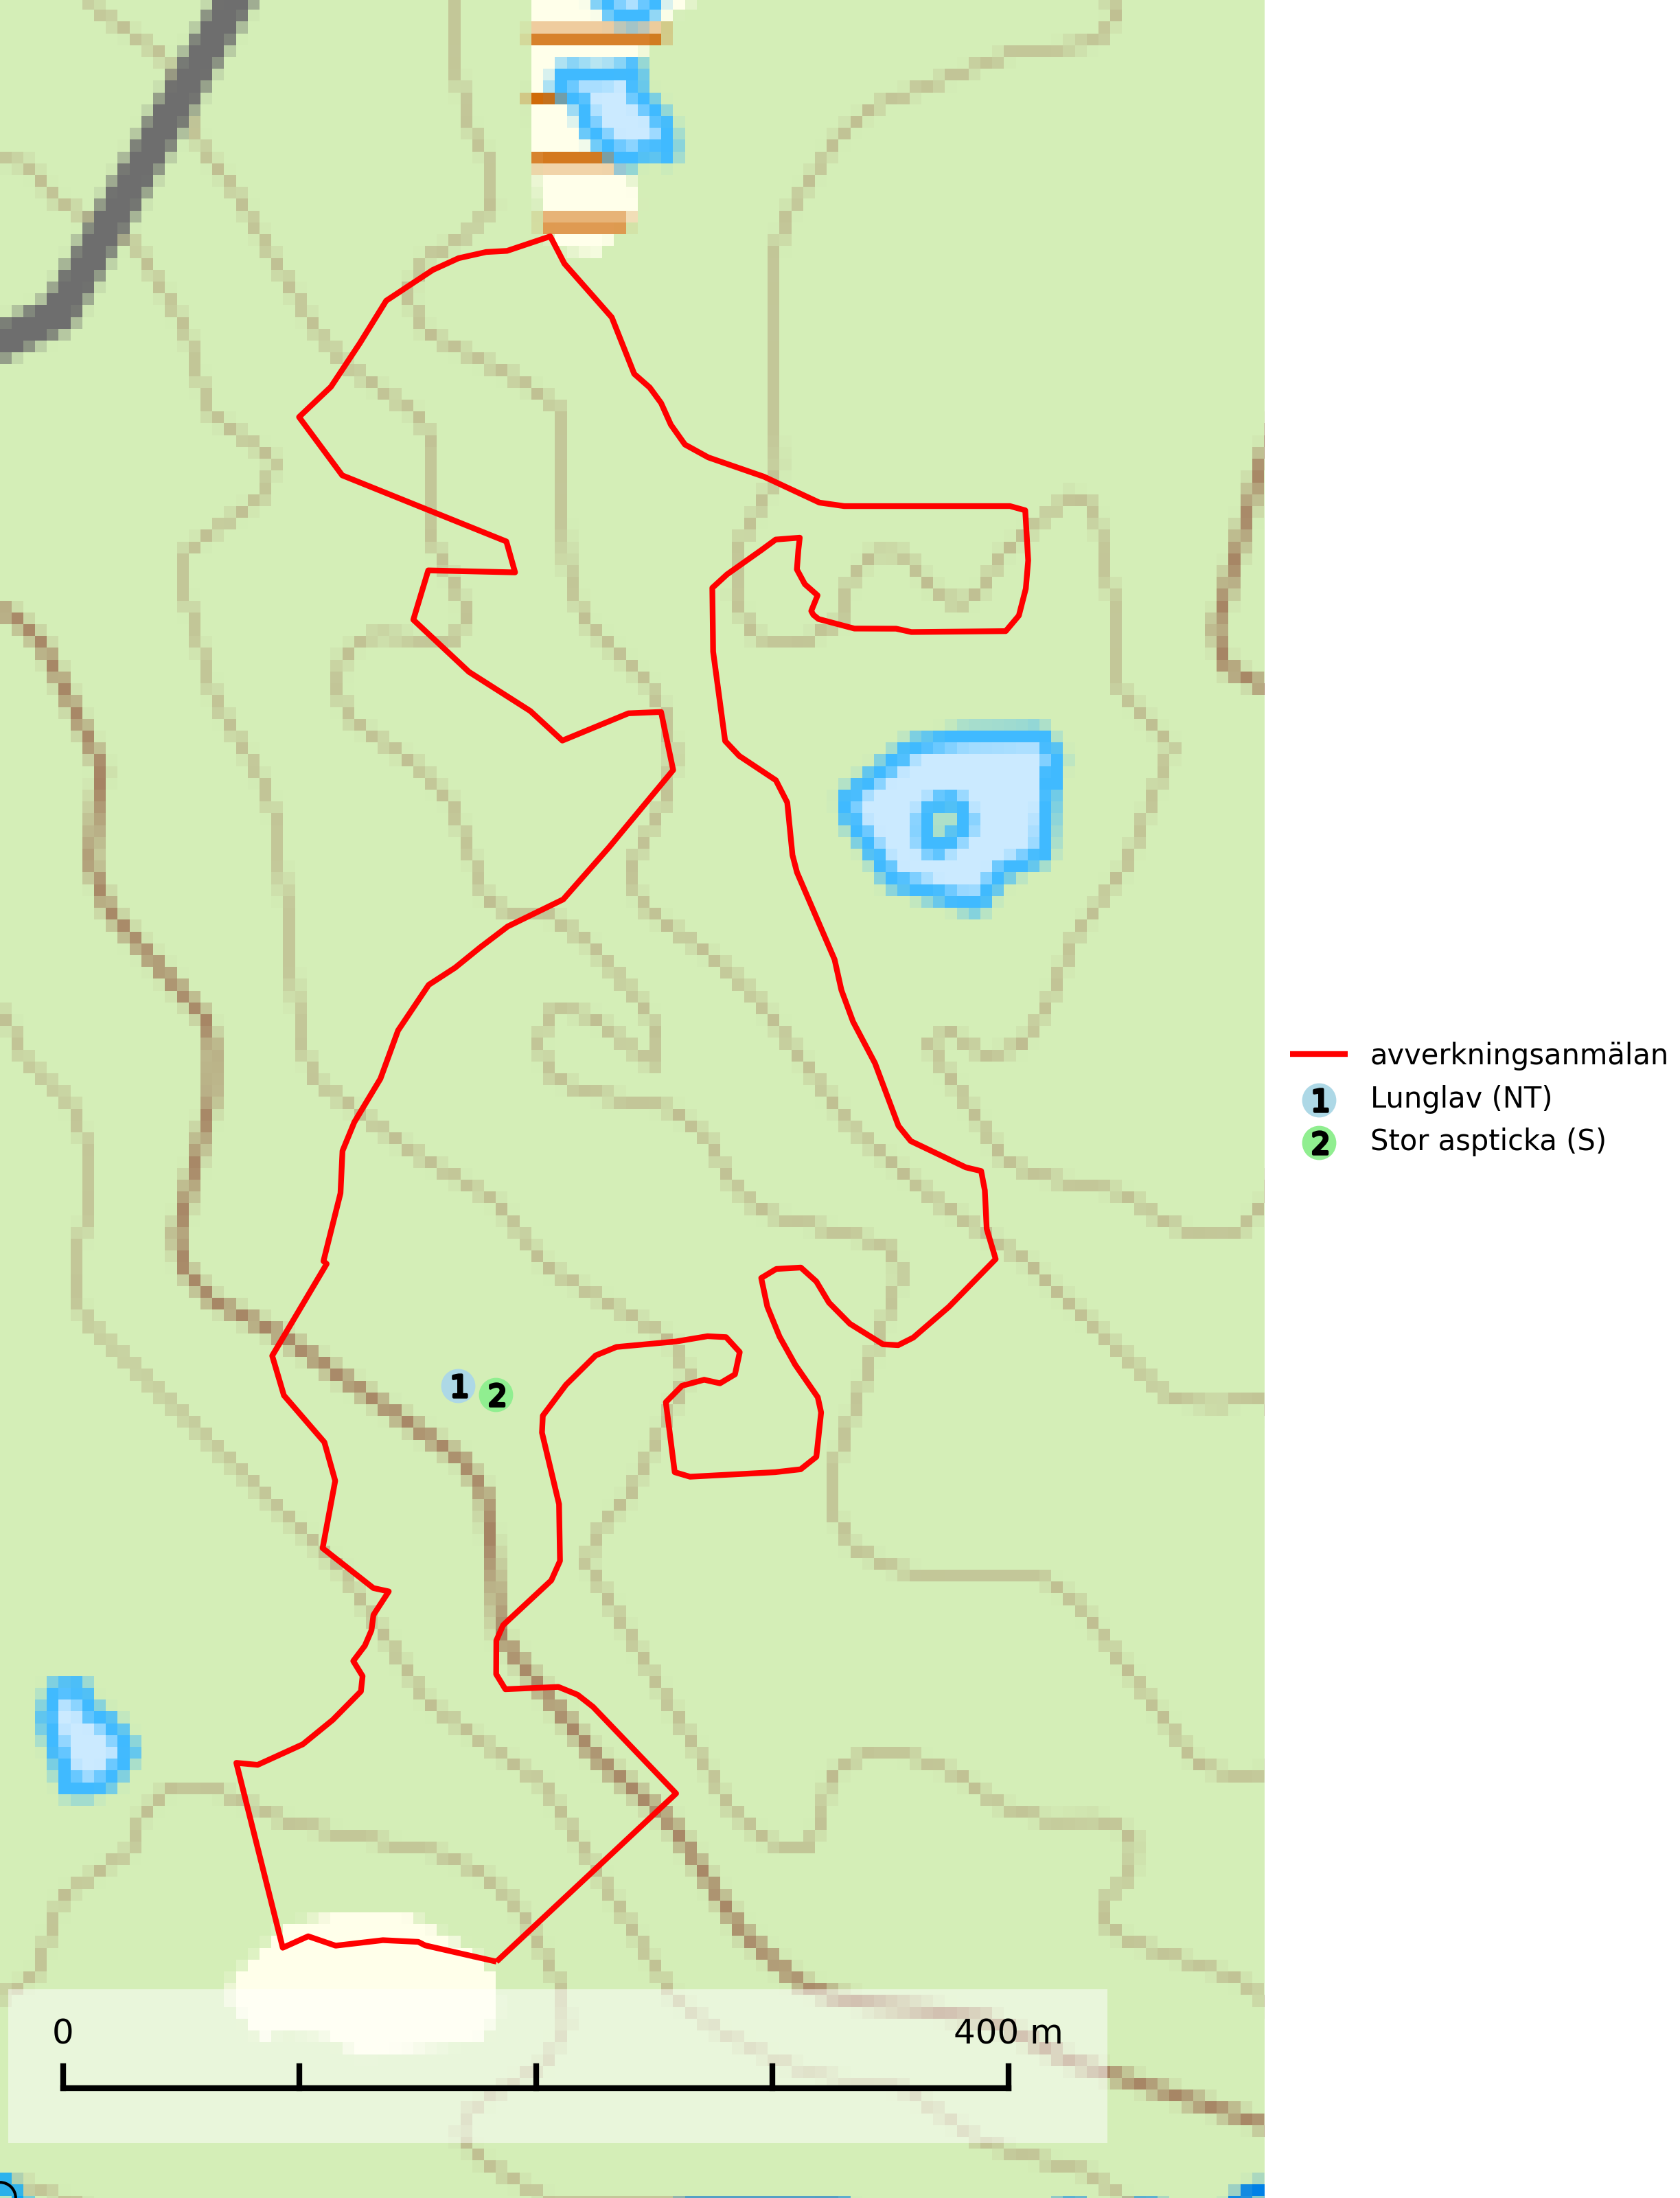 avverkningsanmälan
1 Lunglav (NT)
2 Stor aspticka (S)
1 2
0 400 m